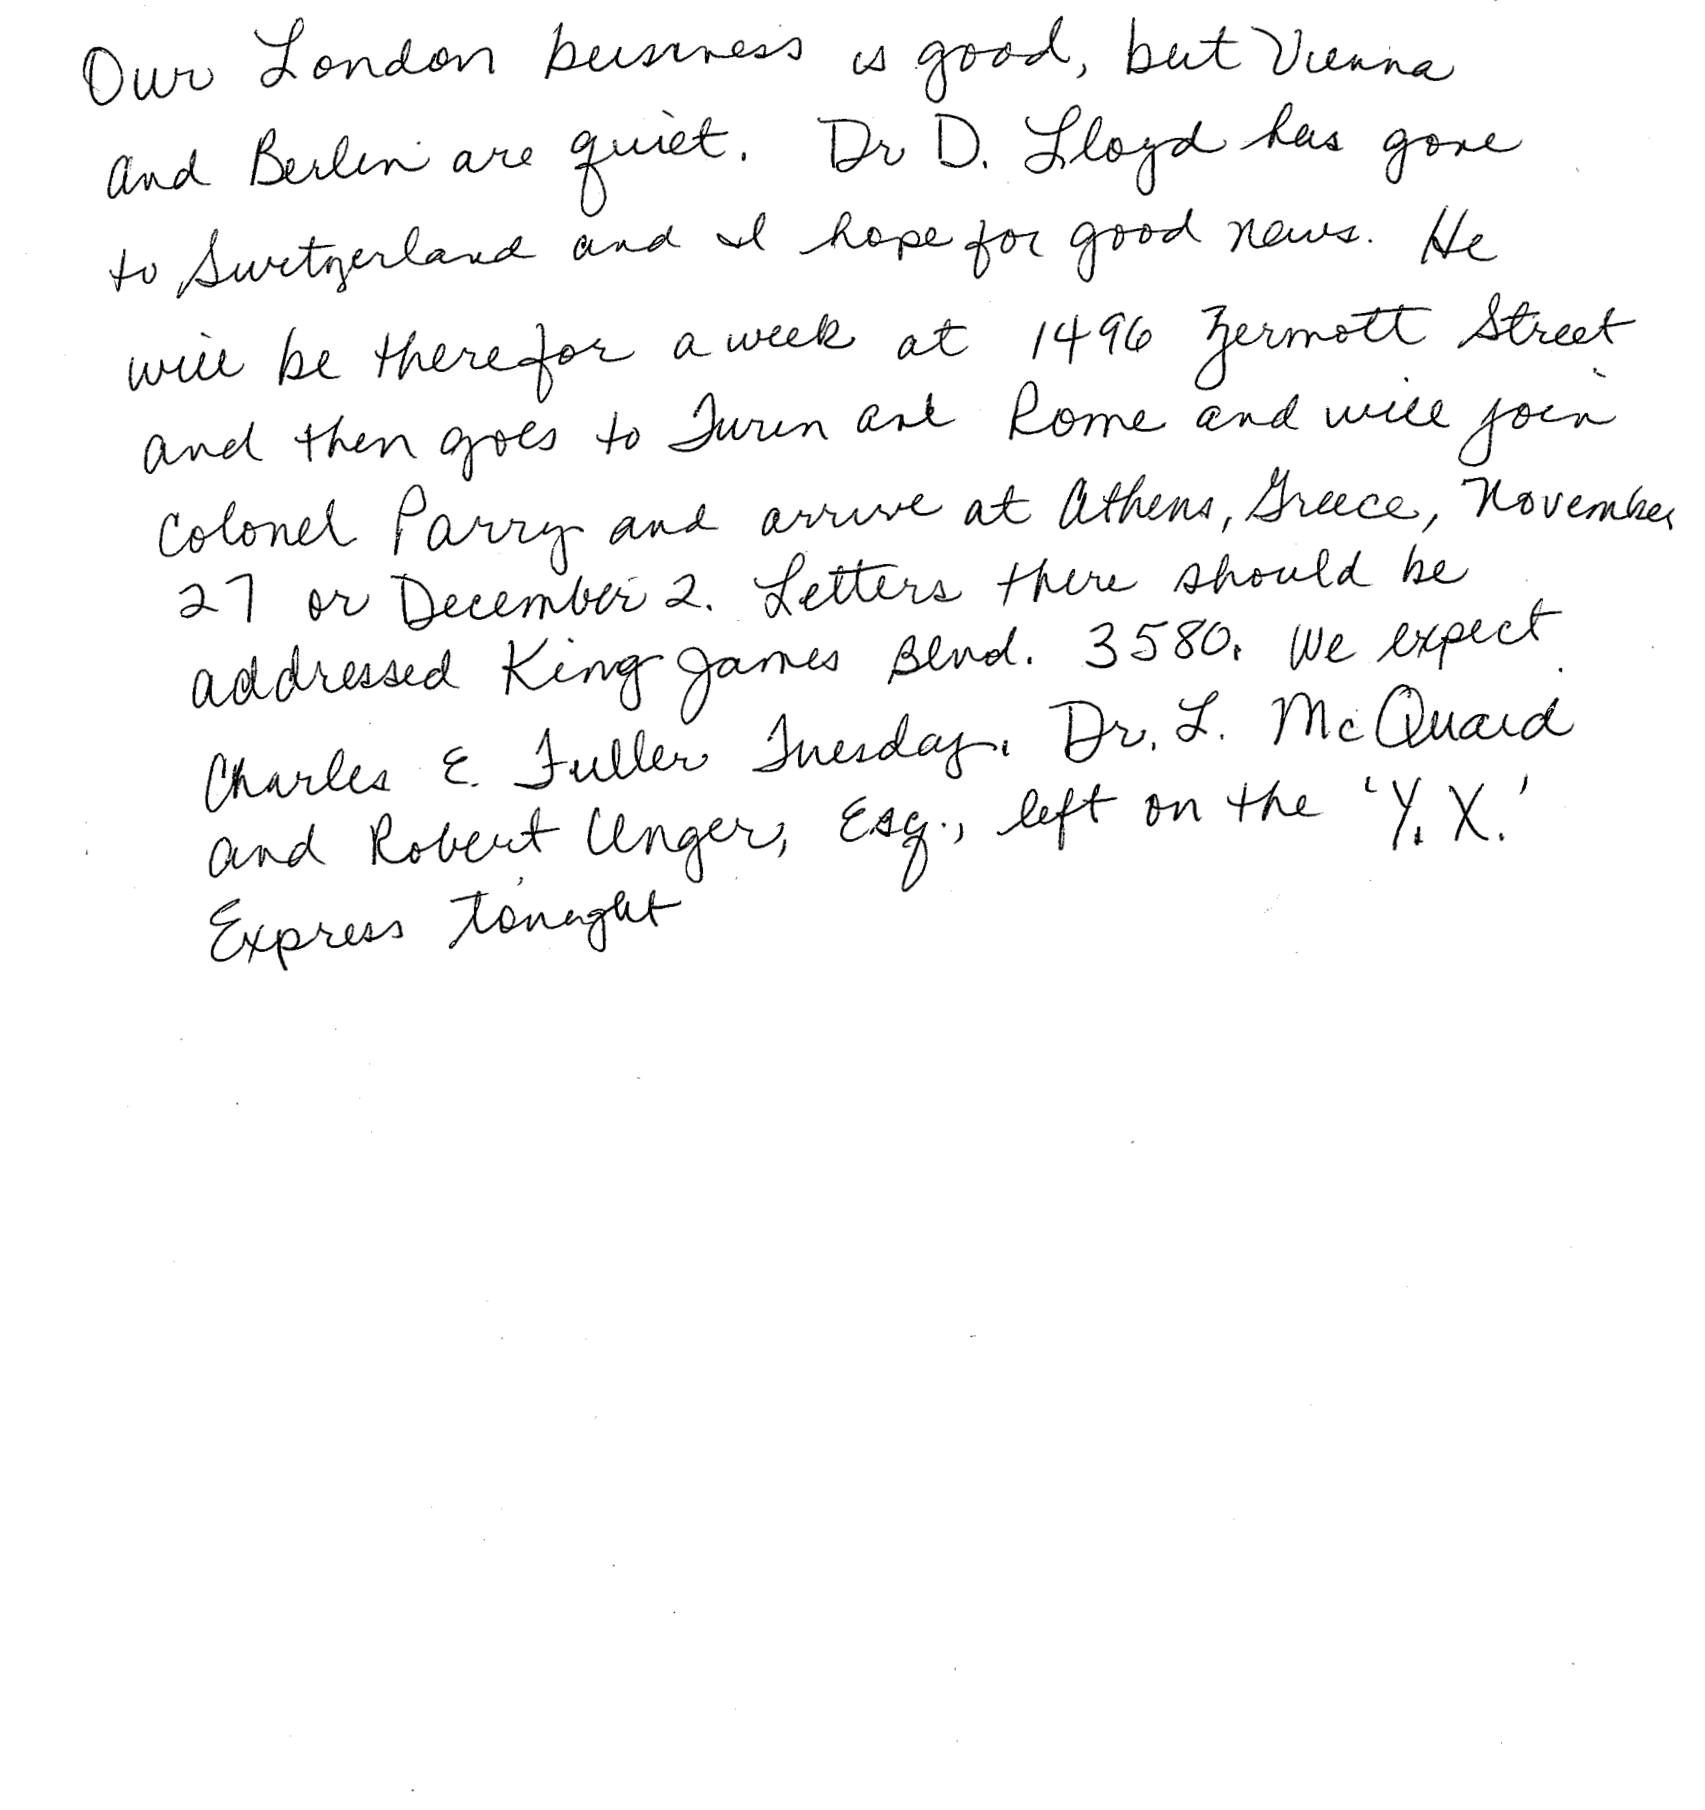 Our London business is good, but Vienna
and Berlin are quiet. Dr D. Lloyd has gone
to Switzerland and I hope for good news. He
will be there for a week at 1496 Zermott Street
and then goes to Turin and Rome and will join
Colonel Parry and arrive at Athens, Greece, November
27 or December 2. Letters there should be
addressed King James Blvd. 3580. We expect
Charles E. Fuller Tuesday. Dr. L. McQuaid
and Robert Unger, Esq., left on the 'Y. X.'
Express tonight